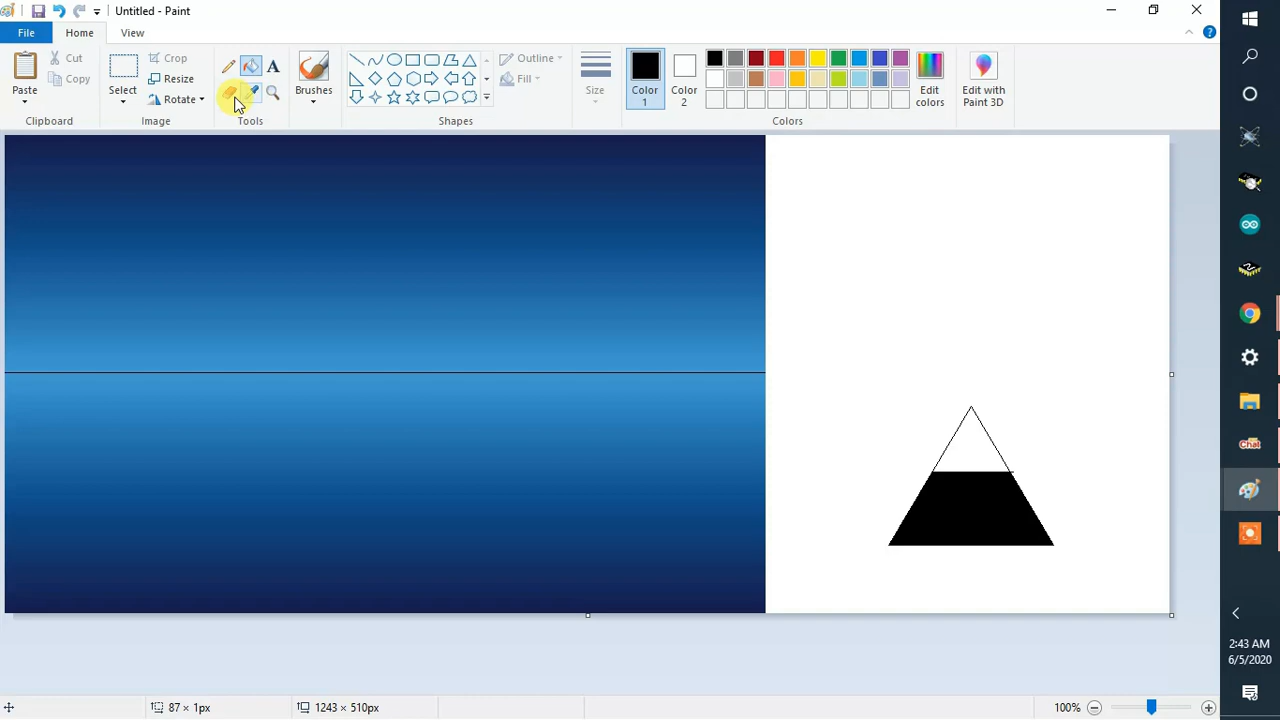 Untitled - Paint
File
Home
View
Paste
Cut
Copy
Clipboard
Select
Crop
Resize
Rotate
Image
A
Tools
Brushes
Outline
Fill
Shapes
Size
Color 1
Color 2
Edit colors
Colors
Edit with Paint 3D
Chat
2:43 AM
6/5/2020
87 × 1px
1243 × 510px
100%